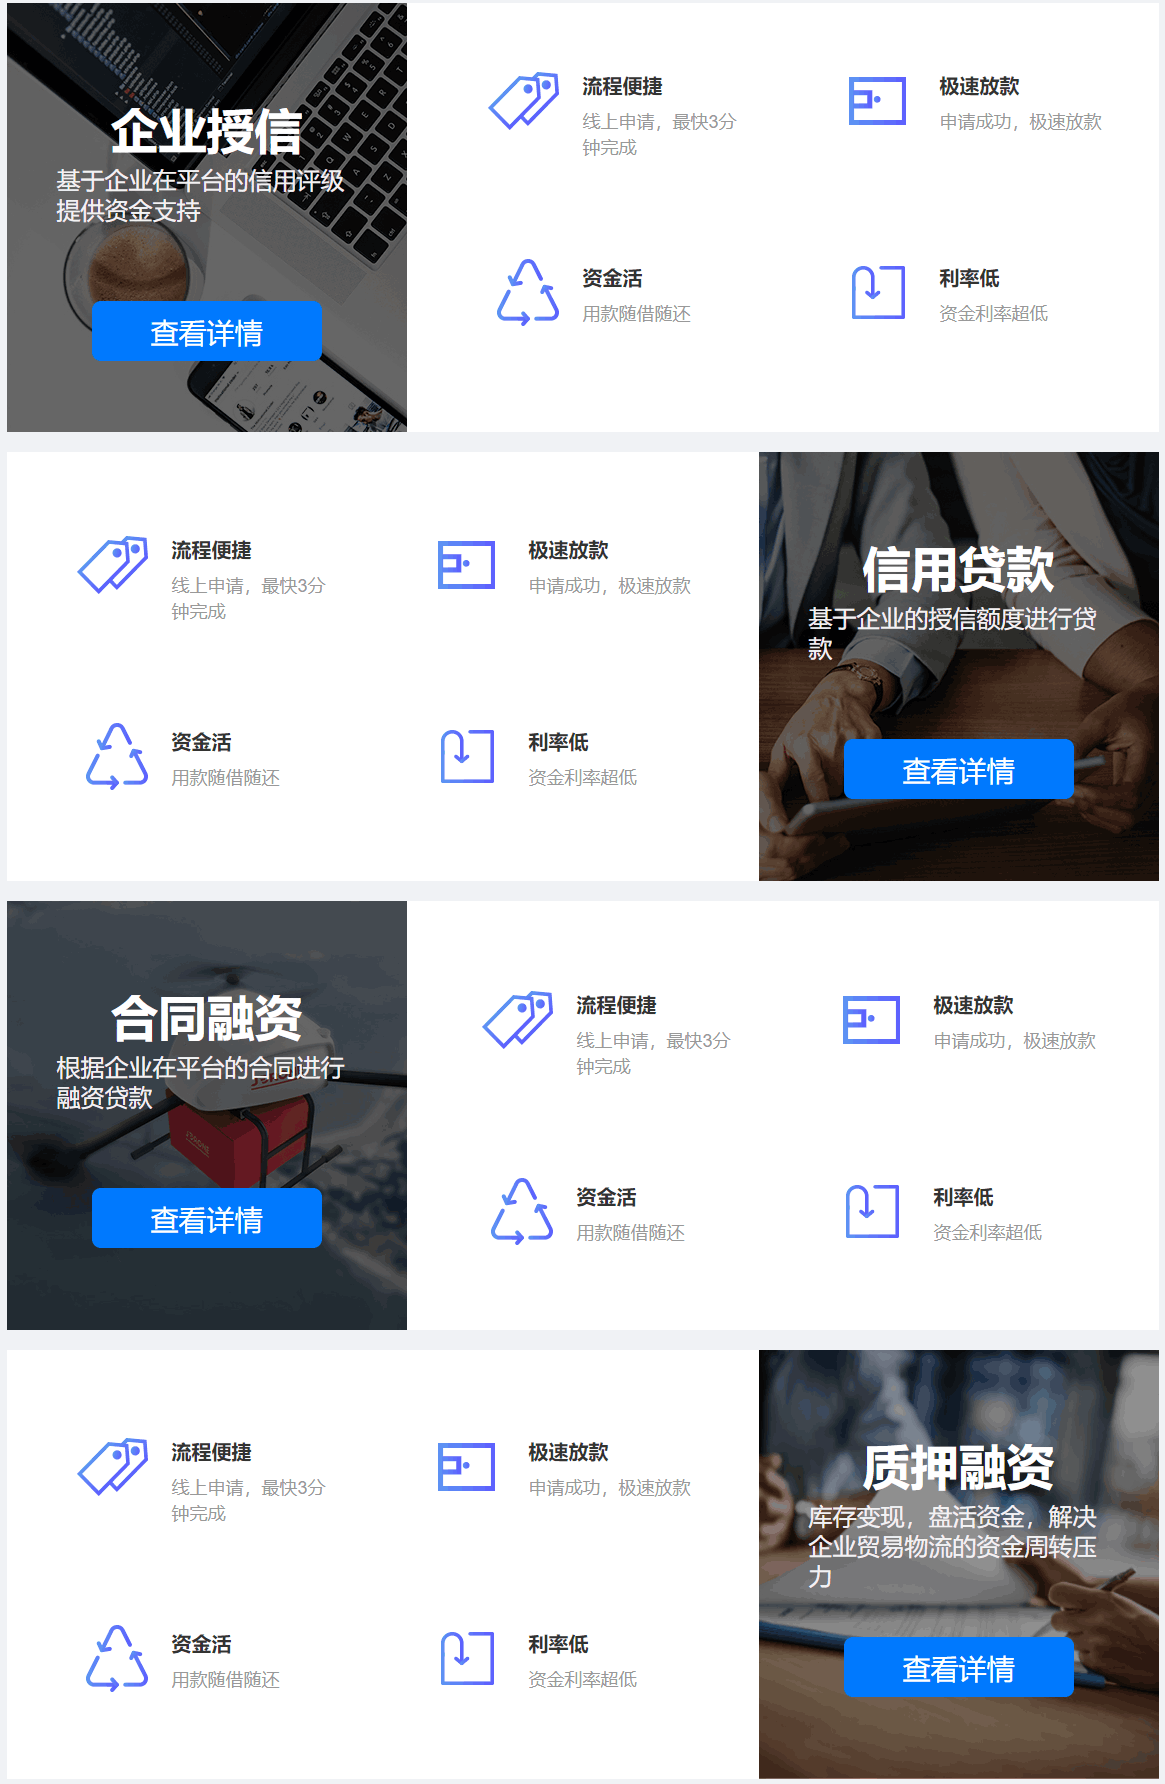 企业授信
基于企业在平台的信用评级
提供资金支持
查看详情
流程便捷
线上申请，最快3分
钟完成
极速放款
申请成功，极速放款
资金活
用款随借随还
利率低
资金利率超低
流程便捷
线上申请，最快3分
钟完成
极速放款
申请成功，极速放款
资金活
用款随借随还
利率低
资金利率超低
信用贷款
基于企业的授信额度进行贷
款
查看详情
合同融资
根据企业在平台的合同进行
融资贷款
查看详情
流程便捷
线上申请，最快3分
钟完成
极速放款
申请成功，极速放款
资金活
用款随借随还
利率低
资金利率超低
流程便捷
线上申请，最快3分
钟完成
极速放款
申请成功，极速放款
资金活
用款随借随还
利率低
资金利率超低
质押融资
库存变现，盘活资金，解决
企业贸易物流的资金周转压
力
查看详情